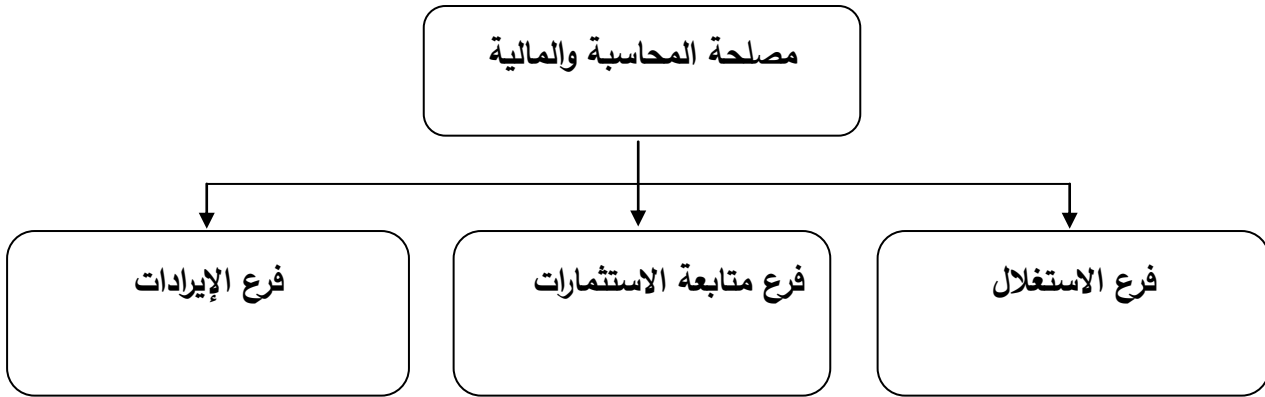 مصلحة المحاسبة والمالية
فرع الاستغلال
فرع متابعة الاستثمارات
فرع الإيرادات